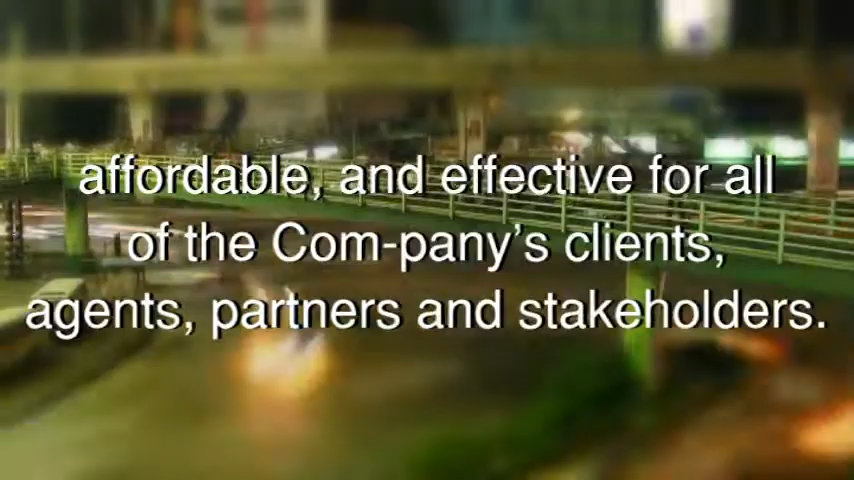 affordable, and effective for all
of the Com-pany’s clients,
agents, partners and stakeholders.